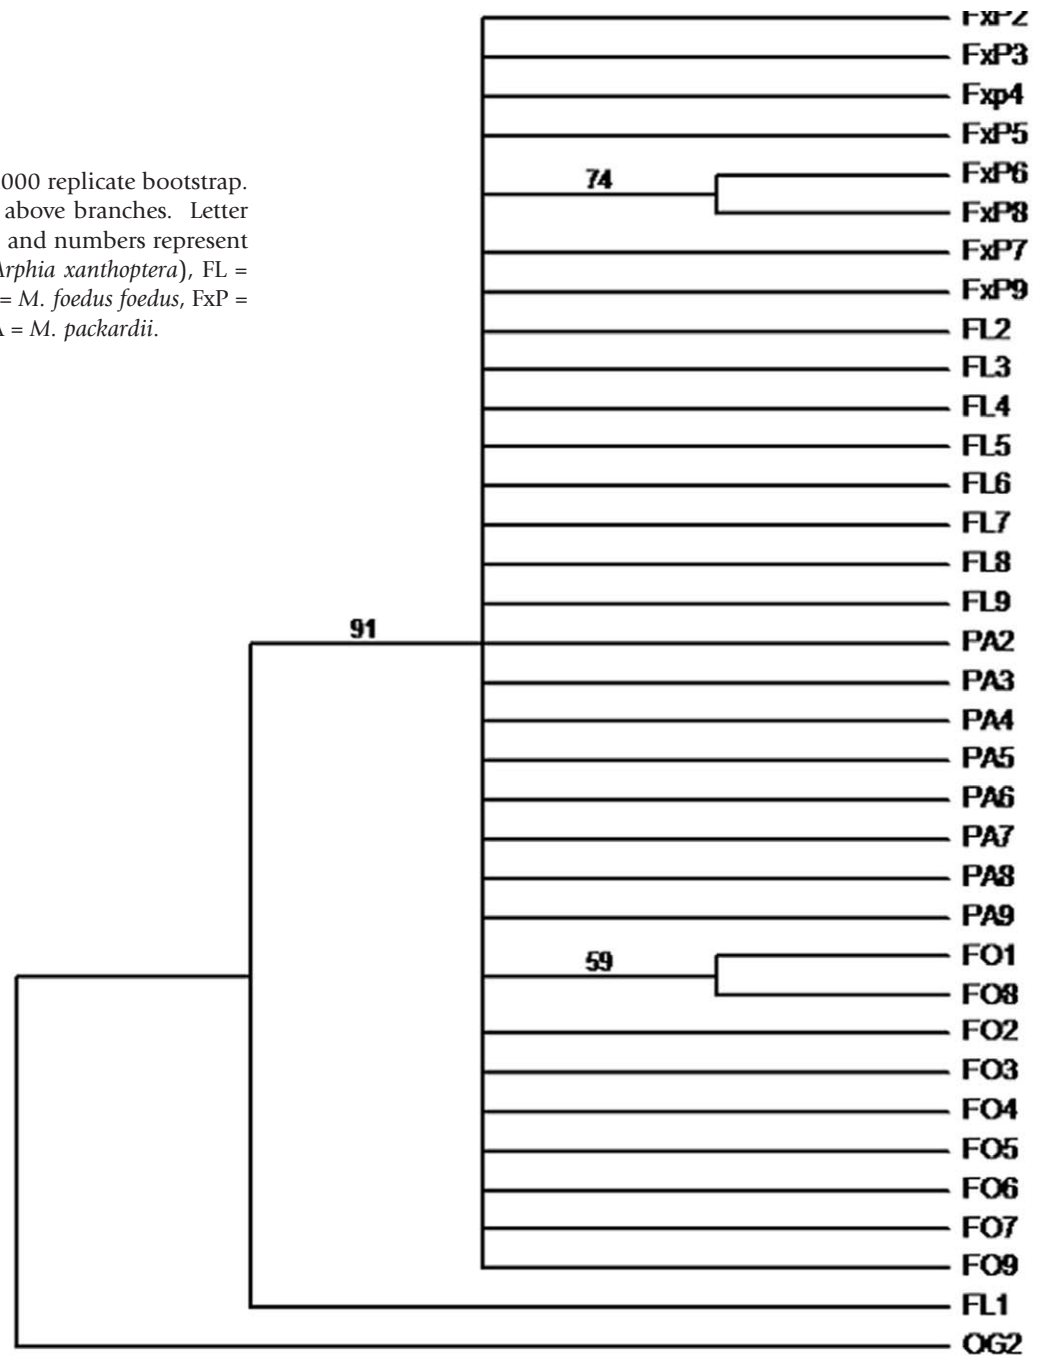 FxP2
FxP3
Fxp4
FxP5
000 replicate bootstrap.
above branches. Letter
and numbers represent
Arphia xanthoptera), FL =
= M. foedus foedus, FxP =
A = M. packardii.
74
FxP6
FxP8
FxP7
FxP9
FL2
FL3
FL4
FL5
FL6
FL7
FL8
FL9
91
PA2
PA3
PA4
PA5
PA6
PA7
PA8
PA9
59
FO1
FO8
FO2
FO3
FO4
FO5
FO6
FO7
FO9
FL1
OG2